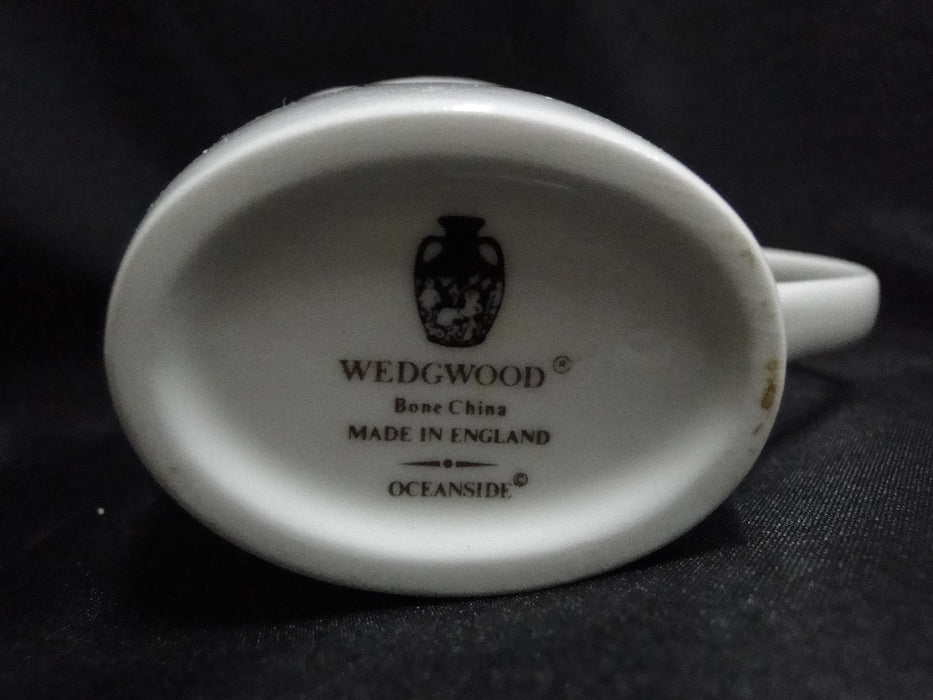 WEDGWOOD®
Bone China
MADE IN ENGLAND
OCEANSIDE©